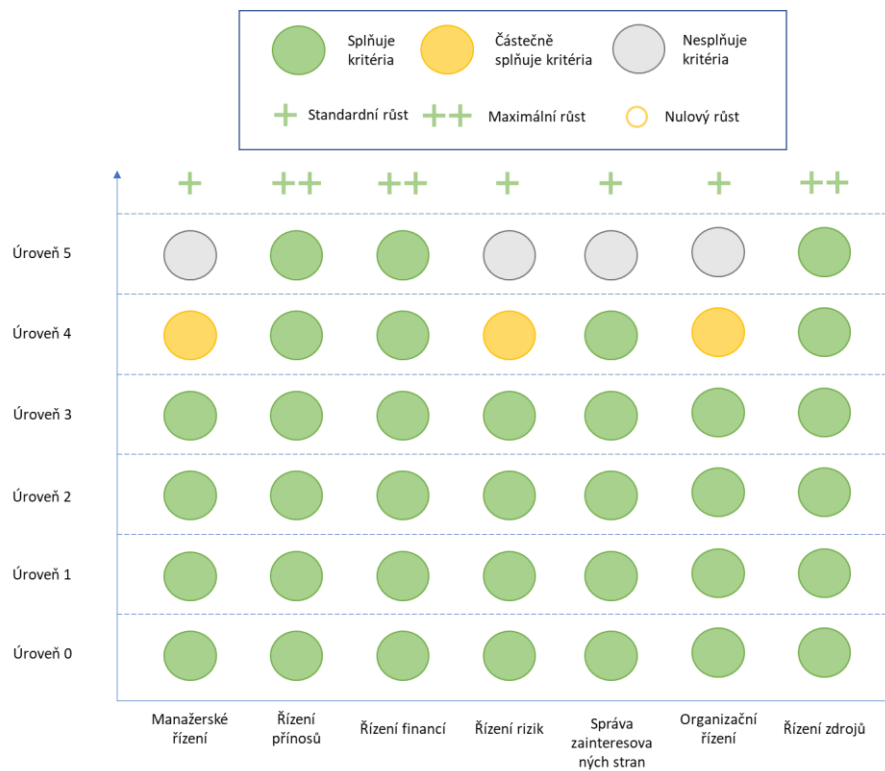 Splňuje
kritéria
Částečně
splňuje kritéria
Nesplňuje
kritéria
Standardní růst
Maximální růst
Nulový růst
Úroveň 5
Úroveň 4
Úroveň 3
Úroveň 2
Úroveň 1
Úroveň 0
Manažerské
řízení
Řízení
přínosů
Řízení financí
Řízení rizik
Správa
zainteresova
ných stran
Organizační
řízení
Řízení zdrojů